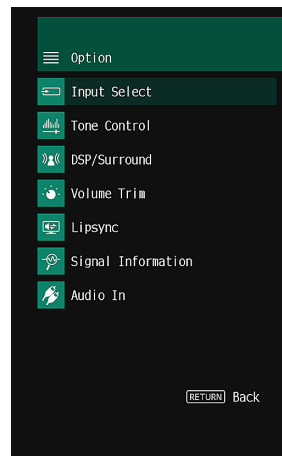 Option
Input Select
Tone Control
DSP/Surround
Volume Trim
Lipsync
Signal Information
Audio In
RETURN Back